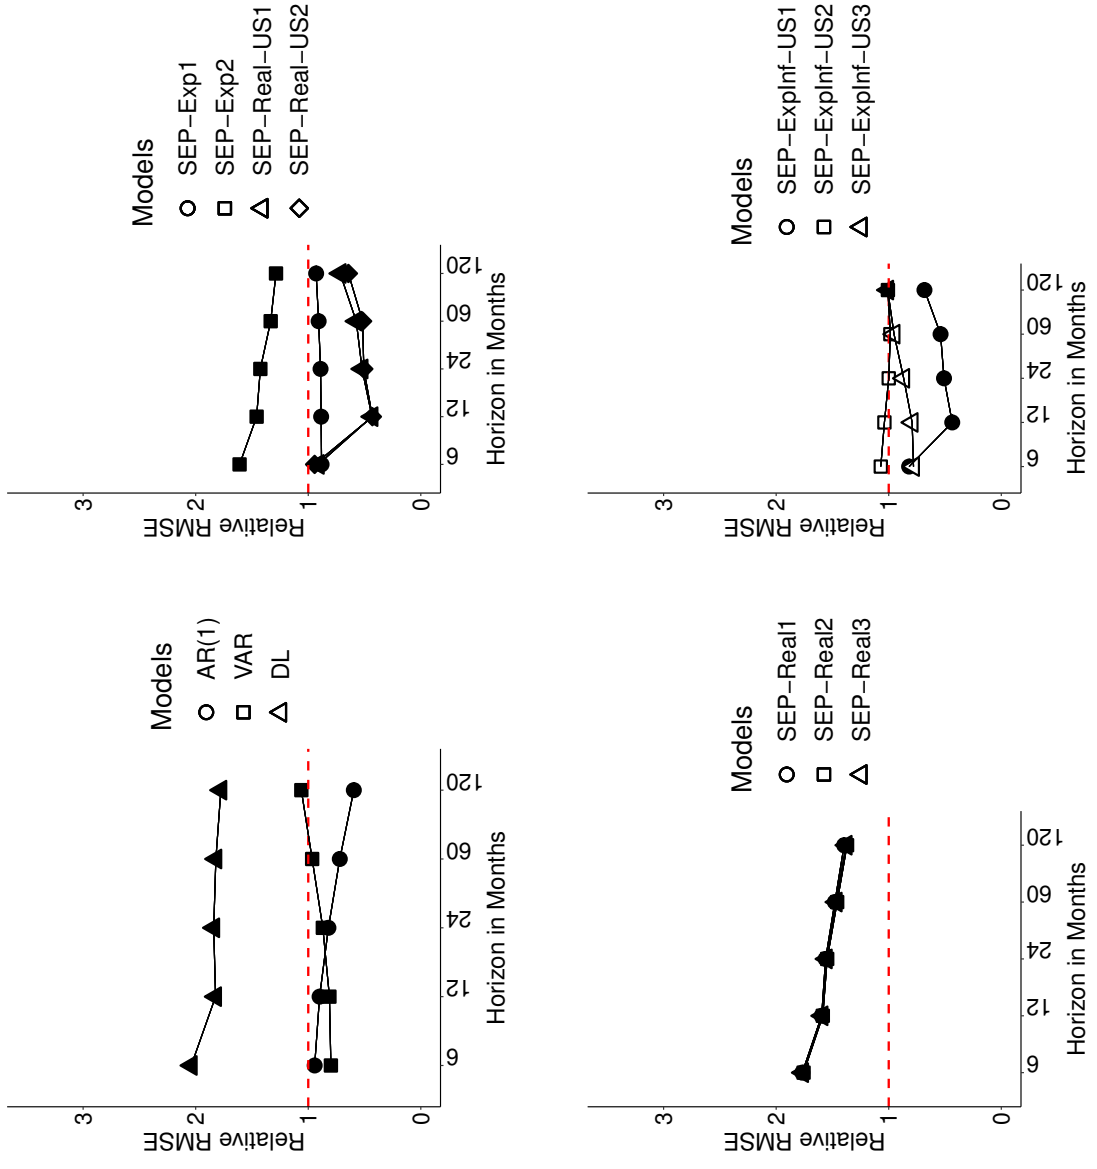 Relative RMSE
3
2
1
0
6
12
24
60
120
Horizon in Months
Models
AR(1)
VAR
DL
Relative RMSE
3
2
1
0
6
12
24
60
120
Horizon in Months
Models
SEP−Exp1
SEP−Exp2
SEP−Real−US1
SEP−Real−US2
Relative RMSE
3
2
1
0
6
12
24
60
120
Horizon in Months
Models
SEP−Real1
SEP−Real2
SEP−Real3
Relative RMSE
3
2
1
0
6
12
24
60
120
Horizon in Months
Models
SEP−ExpInf−US1
SEP−ExpInf−US2
SEP−ExpInf−US3